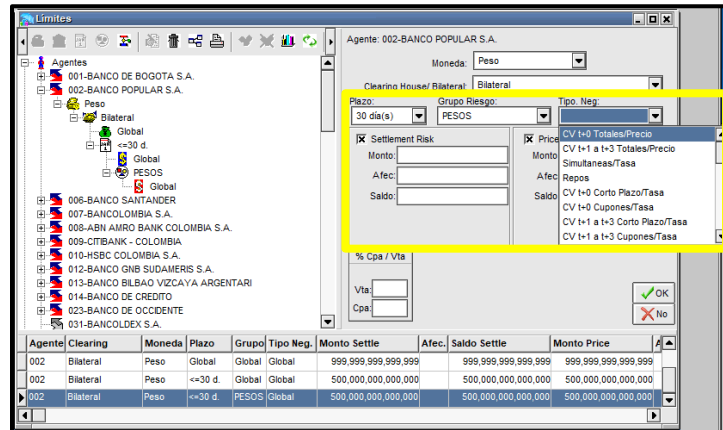 Limites
Agentes
001-BANCO DE BOGOTA S.A.
002-BANCO POPULAR S.A.
Peso
Bilateral
Global
<=30 d.
Global
PESOS
Global
006-BANCO SANTANDER
007-BANCOLOMBIA S.A.
008-ABN AMRO BANK COLOMBIA S.A.
009-CITIBANK - COLOMBIA
010-HSBC COLOMBIA S.A.
012-BANCO GNB SUDAMERIS S.A.
013-BANCO BILBAO VIZCAYA ARGENTARI
014-BANCO DE CREDITO
023-BANCO DE OCCIDENTE
031-BANCOLDEX S.A.
Agente: 002-BANCO POPULAR S.A.
Moneda: Peso
Clearing House/ Bilateral: Bilateral
Plazo: Grupo Riesgo: Tipo. Neg:
30 día(s) PESOS
Settlement Risk Price
Monto: Monto
Afec: Afec
Saldo: Saldo
CV t+0 Totales/Precio
CV t+1 a t+3 Totales/Precio
Simultaneas/Tasa
Repos
CV t+0 Corto Plazo/Tasa
CV t+0 Cupones/Tasa
CV t+1 a t+3 Corto Plazo/Tasa
CV t+1 a t+3 Cupones/Tasa
% Cpa / Vta
Vta:
Cpa:
OK
No
Agente Clearing Moneda Plazo Grupo Tipo Neg. Monto Settle Afec. Saldo Settle Monto Price A
002 Bilateral Peso Global Global Global 999,999,999,999,999 999,999,999,999,999 999,999,999,999,999
002 Bilateral Peso <=30 d. Global Global 500,000,000,000,000 500,000,000,000,000 500,000,000,000,000
002 Bilateral Peso <=30 d. PESOS Global 500,000,000,000,000 500,000,000,000,000 500,000,000,000,000